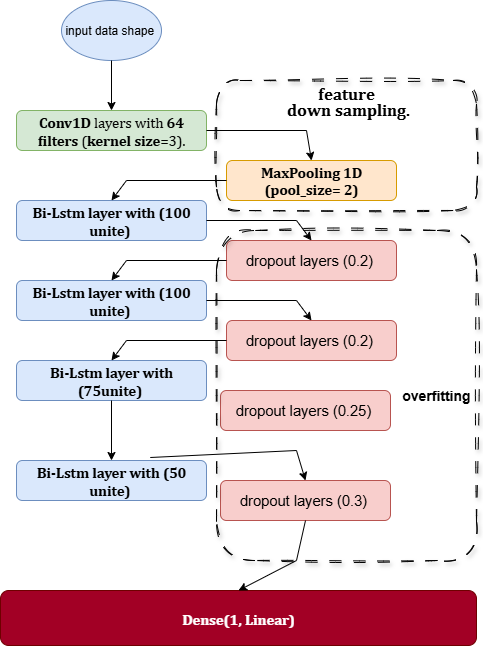 input data shape
feature
down sampling.
Conv1D layers with 64
filters (kernel size=3).
MaxPooling 1D
(pool_size= 2)
Bi-Lstm layer with (100
unite)
dropout layers (0.2)
Bi-Lstm layer with (100
unite)
dropout layers (0.2)
Bi-Lstm layer with
(75unite)
overfitting
dropout layers (0.25)
Bi-Lstm layer with (50
unite)
dropout layers (0.3)
Dense(1, Linear)